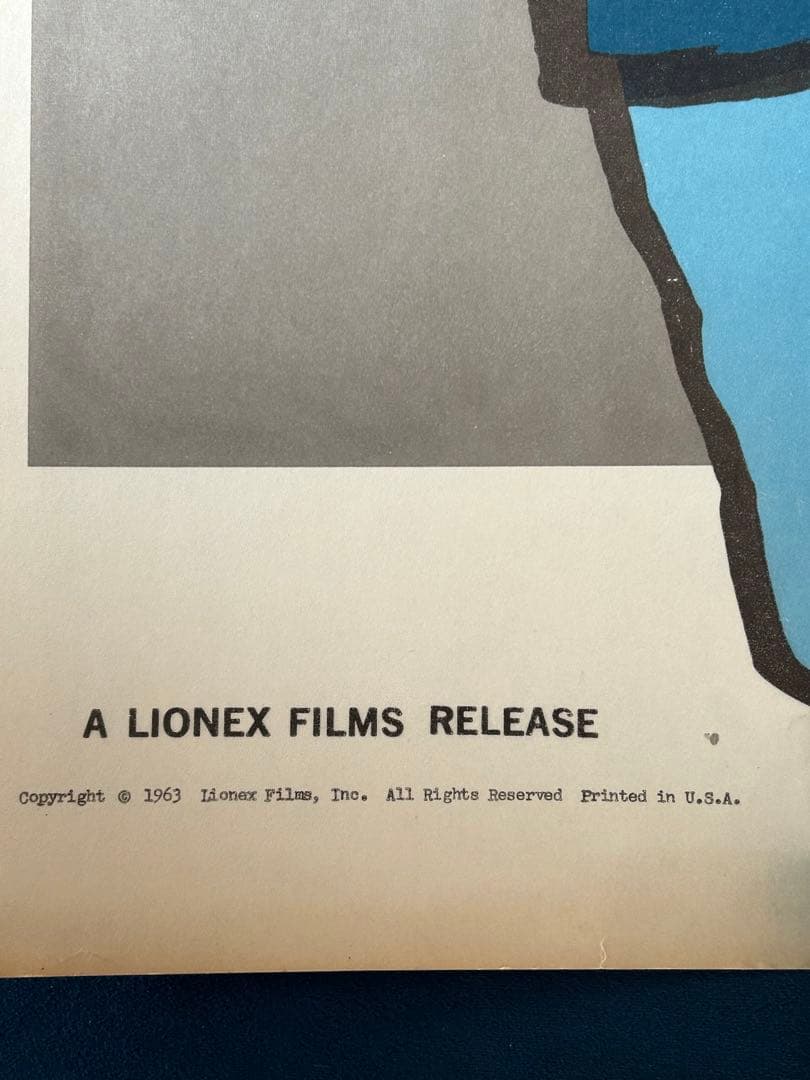 A LIONEX FILMS RELEASE
Copyright © 1963 Lionex Films, Inc. All Rights Reserved Printed in U.S.A.